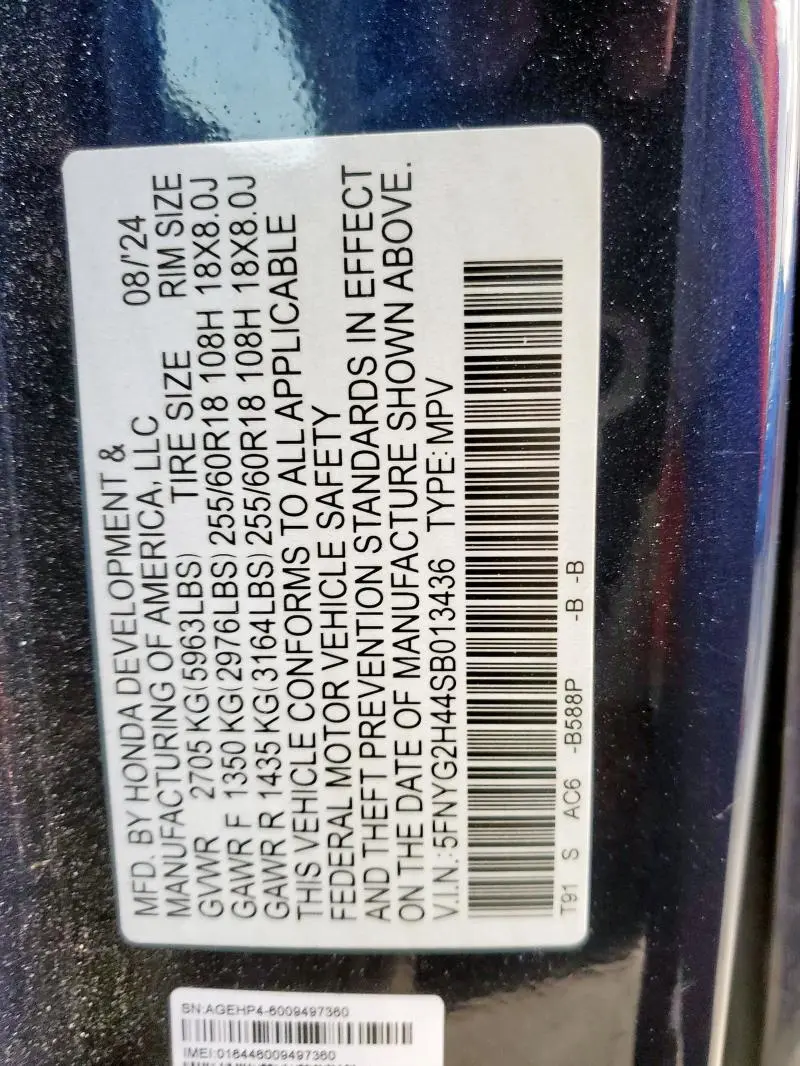 MFD. BY HONDA DEVELOPMENT &
MANUFACTURING OF AMERICA, LLC 08/'24
GVWR 2705 KG(5963LBS) TIRE SIZE RIM SIZE
GAWR F 1350 KG(2976LBS) 255/60R18 108H 18X8.0J
GAWR R 1435 KG(3164LBS) 255/60R18 108H 18X8.0J
THIS VEHICLE CONFORMS TO ALL APPLICABLE
FEDERAL MOTOR VEHICLE SAFETY
AND THEFT PREVENTION STANDARDS IN EFFECT
ON THE DATE OF MANUFACTURE SHOWN ABOVE.
V.I.N.:5FNYG2H44SB013436 TYPE:MPV
T91 S AC6 -B588P -B -B
SN:AGEHP4-6009497360
IMEI:016446009497360